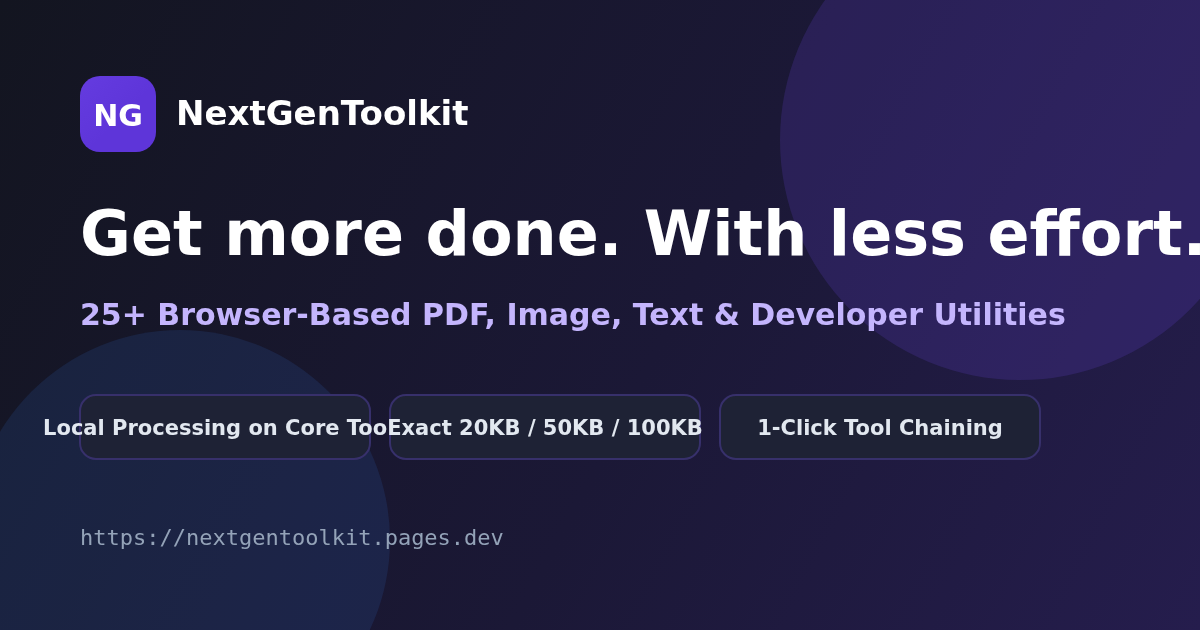 NG
NextGenToolkit
Get more done. With less effort.
25+ Browser-Based PDF, Image, Text & Developer Utilities
Local Processing on Core Too
Exact 20KB / 50KB / 100KB
1-Click Tool Chaining
https://nextgentoolkit.pages.dev